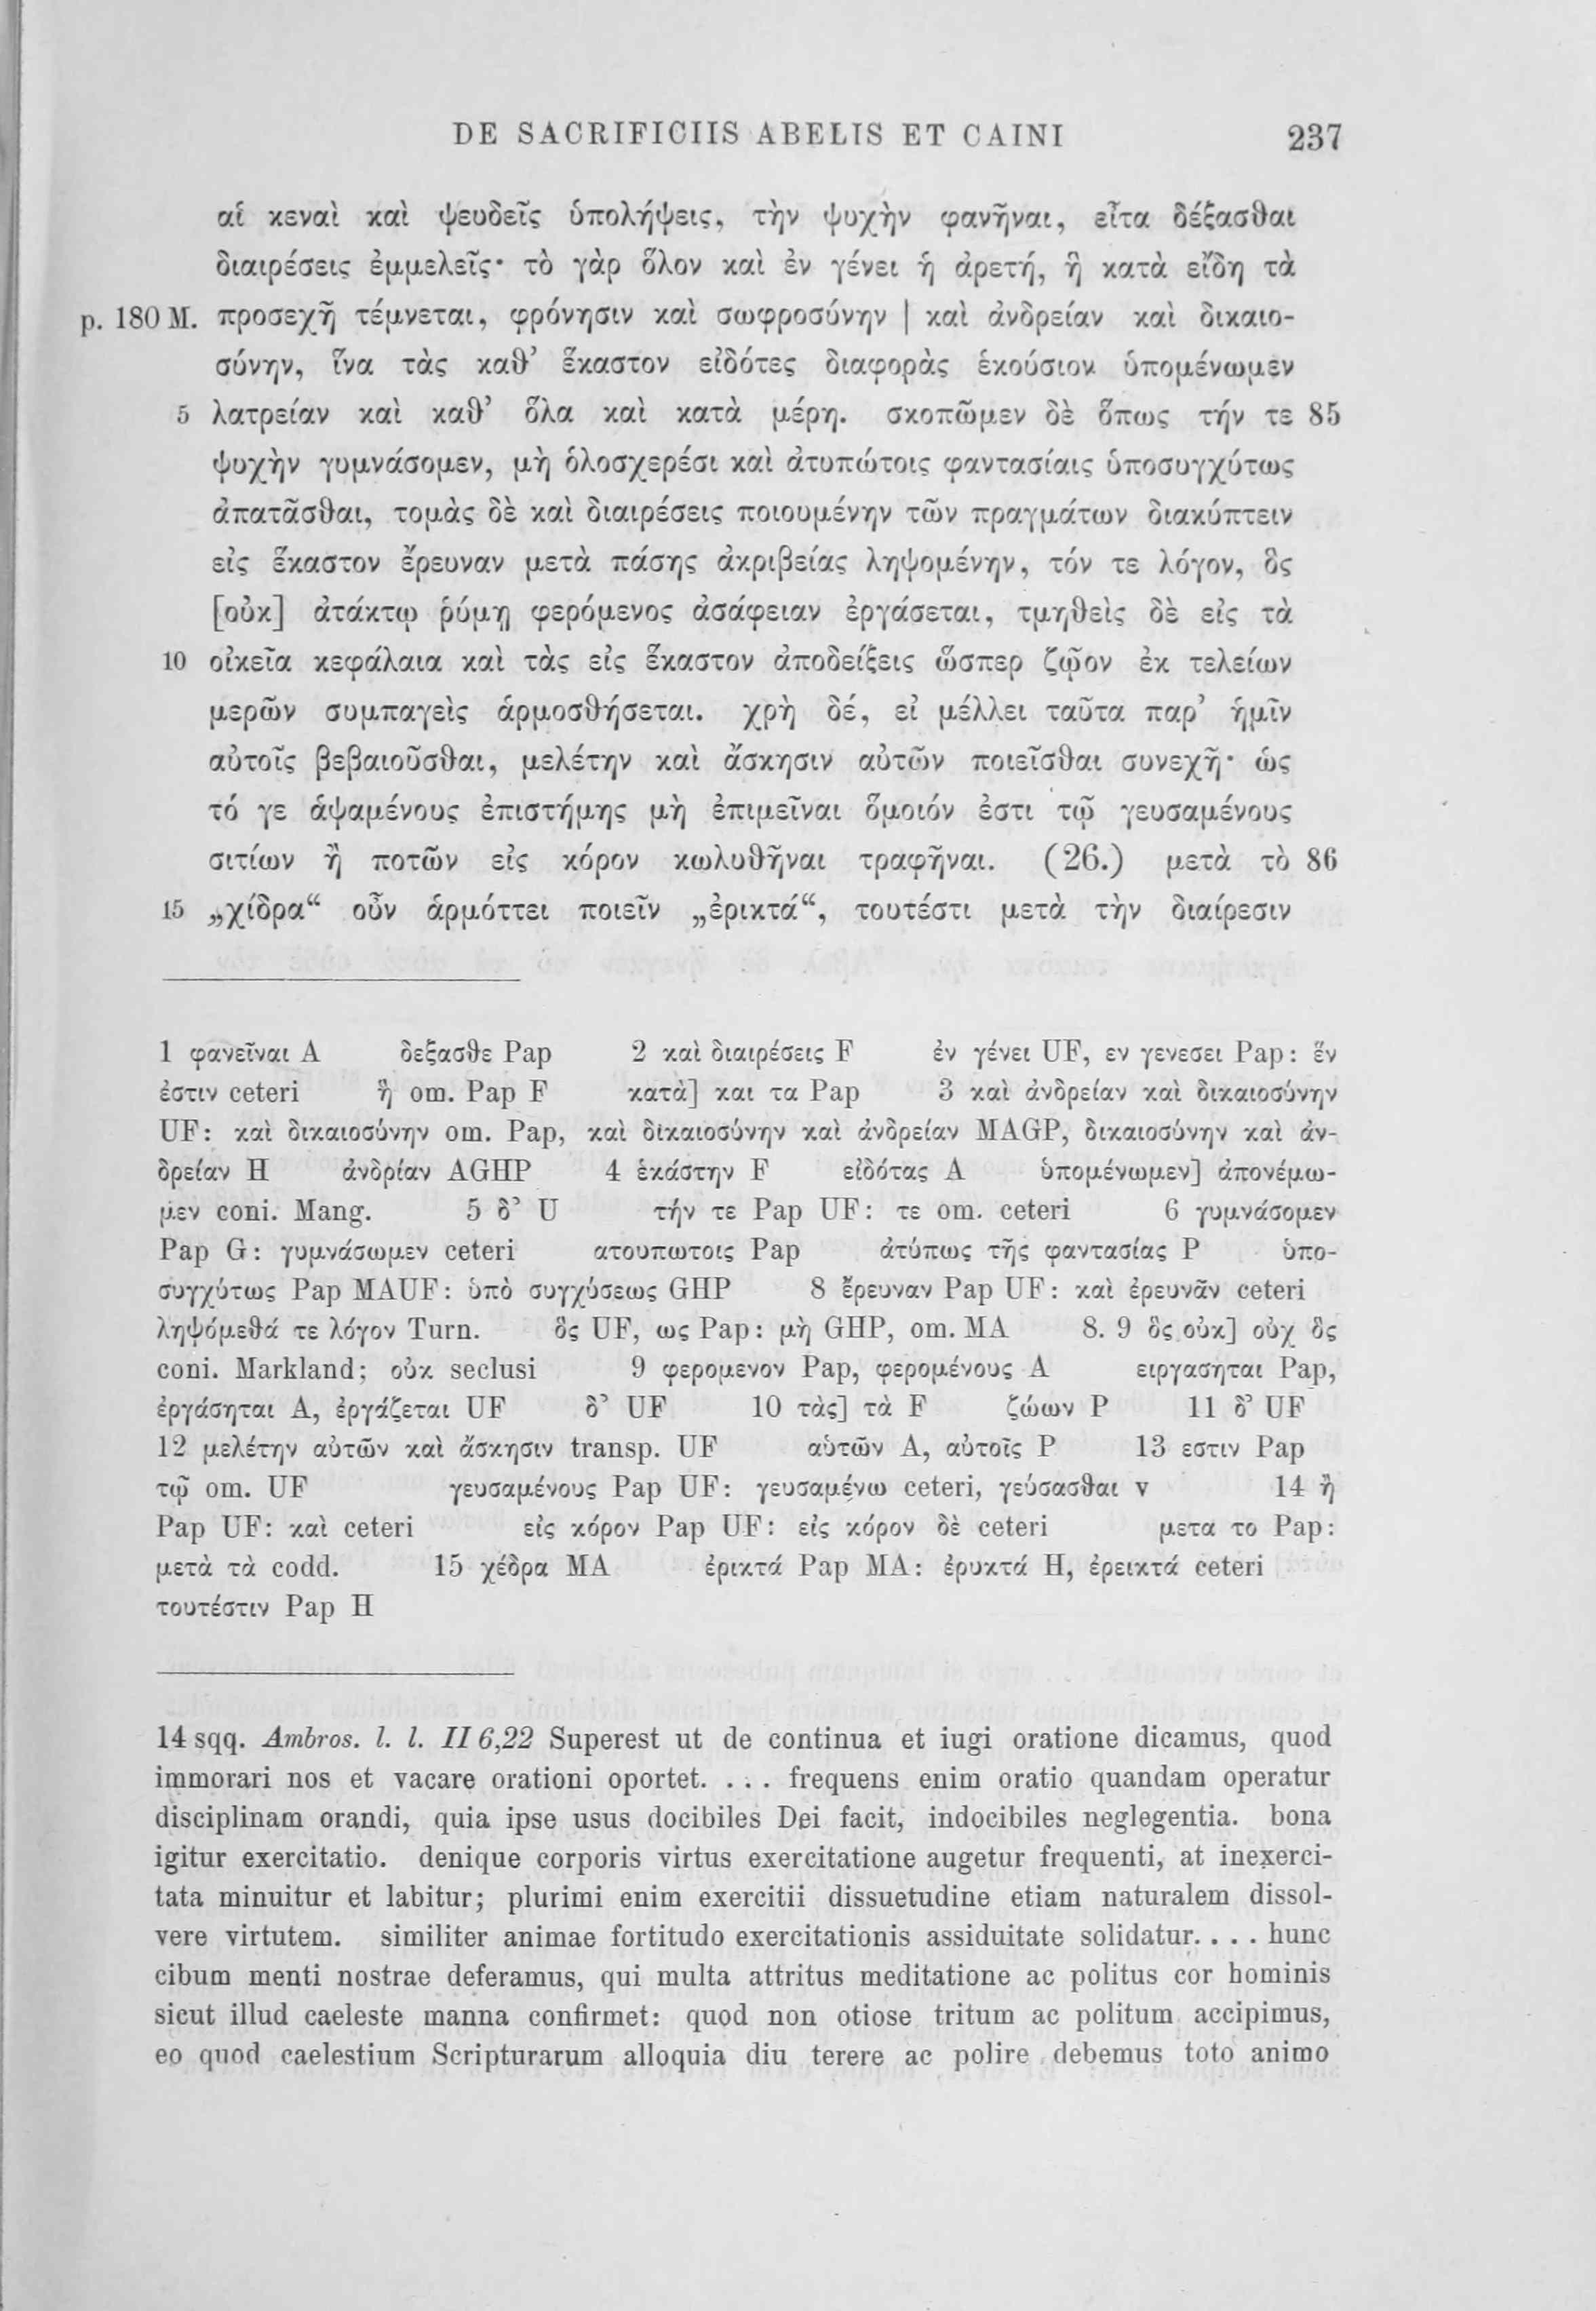 DE SACRIFICIIS ABELIS ET CAINI 237
αἱ κεναὶ καὶ ψευδεῖς ὑπολήψεις, τὴν ψυχὴν φανῆναι, εἶτα δέξασθαι
διαιρέσεις ἐμμελεῖς· τὸ γὰρ ὅλον καὶ ἐν γένει ἡ ἀρετή, ἣ κατὰ εἴδη τὰ
p. 180 M. προσεχῆ τέμνεται, φρόνησιν καὶ σωφροσύνην | καὶ ἀνδρείαν καὶ δικαιο-
σύνην, ἵνα τὰς καθ’ ἕκαστον εἰδότες διαφορὰς ἑκούσιον ὑπομένωμεν
5 λατρείαν καὶ καθ’ ὅλα καὶ κατὰ μέρη. σκοπῶμεν δὲ ὅπως τήν τε 85
ψυχὴν γυμνάσομεν, μὴ ὁλοσχερέσι καὶ ἀτυπώτοις φαντασίαις ὑποσυγχύτως
ἀπατᾶσθαι, τομὰς δὲ καὶ διαιρέσεις ποιουμένην τῶν πραγμάτων διακύπτειν
εἰς ἕκαστον ἔρευναν μετὰ πάσης ἀκριβείας ληψομένην, τόν τε λόγον, ὃς
[οὐκ] ἀτάκτῳ ῥύμῃ φερόμενος ἀσάφειαν ἐργάσεται, τμηθεὶς δὲ εἰς τὰ
10 οἰκεῖα κεφάλαια καὶ τὰς εἰς ἕκαστον ἀποδείξεις ὥσπερ ζῷον ἐκ τελείων
μερῶν συμπαγεὶς ἁρμοσθήσεται. χρὴ δέ, εἰ μέλλει ταῦτα παρ’ ἡμῖν
αὐτοῖς βεβαιοῦσθαι, μελέτην καὶ ἄσκησιν αὐτῶν ποιεῖσθαι συνεχῆ· ὡς
τό γε ἁψαμένους ἐπιστήμης μὴ ἐπιμεῖναι ὅμοιόν ἐστι τῷ γευσαμένους
σιτίων ἢ ποτῶν εἰς κόρον κωλυθῆναι τραφῆναι. (26.) μετὰ τὸ 86
15 „χίδρα“ οὖν ἁρμόττει ποιεῖν „ἐρικτά“, τουτέστι μετὰ τὴν διαίρεσιν
1 φανεῖναι A δεξασθε Pap 2 καὶ διαιρέσεις F ἐν γένει UF, εν γενεσει Pap: ἕν
ἐστιν ceteri ἣ om. Pap F κατὰ] και τα Pap 3 καὶ ἀνδρείαν καὶ δικαιοσύνην
UF: καὶ δικαιοσύνην om. Pap, καὶ δικαιοσύνην καὶ ἀνδρείαν MAGP, δικαιοσύνην καὶ ἀν-
δρείαν H ἀνδρίαν AGHP 4 ἑκάστην F εἰδότας A ὑπομένωμεν] ἀπονέμω-
μεν coni. Mang. 5 δ’ U τήν τε Pap UF: τε om. ceteri 6 γυμνάσομεν
Pap G: γυμνάσωμεν ceteri ατουπωτοις Pap ἀτύπως τῆς φαντασίας P ὑπο-
συγχύτως Pap MAUF: ὑπὸ συγχύσεως GHP 8 ἔρευναν Pap UF: καὶ ἐρευνᾶν ceteri
ληψόμεθά τε λόγον Turn. ὃς UF, ως Pap: μὴ GHP, om. MA 8. 9 ὃς οὐκ] οὐχ ὃς
coni. Markland; οὐκ seclusi 9 φερομενον Pap, φερομένους A ειργασηται Pap,
ἐργάσηται A, ἐργάζεται UF δ’ UF 10 τὰς] τὰ F ζώων P 11 δ’ UF
12 μελέτην αὐτῶν καὶ ἄσκησιν transp. UF αὑτῶν A, αὐτοῖς P 13 εστιν Pap
τῷ om. UF γευσαμένους Pap UF: γευσαμένω ceteri, γεύσασθαι v 14 ἢ
Pap UF: καὶ ceteri εἰς κόρον Pap UF: εἰς κόρον δὲ ceteri μετα το Pap:
μετὰ τὰ codd. 15 χέδρα MA ἐρικτά Pap MA: ἐρυκτά H, ἐρεικτά ceteri
τουτέστιν Pap H
14 sqq. Ambros. l. l. II 6,22 Superest ut de continua et iugi oratione dicamus, quod
immorari nos et vacare orationi oportet. . . . frequens enim oratio quandam operatur
disciplinam orandi, quia ipse usus docibiles Dei facit, indocibiles neglegentia. bona
igitur exercitatio. denique corporis virtus exercitatione augetur frequenti, at inexerci-
tata minuitur et labitur; plurimi enim exercitii dissuetudine etiam naturalem dissol-
vere virtutem. similiter animae fortitudo exercitationis assiduitate solidatur. . . . hunc
cibum menti nostrae deferamus, qui multa attritus meditatione ac politus cor hominis
sicut illud caeleste manna confirmet: quod non otiose tritum ac politum accipimus,
eo quod caelestium Scripturarum alloquia diu terere ac polire debemus toto animo